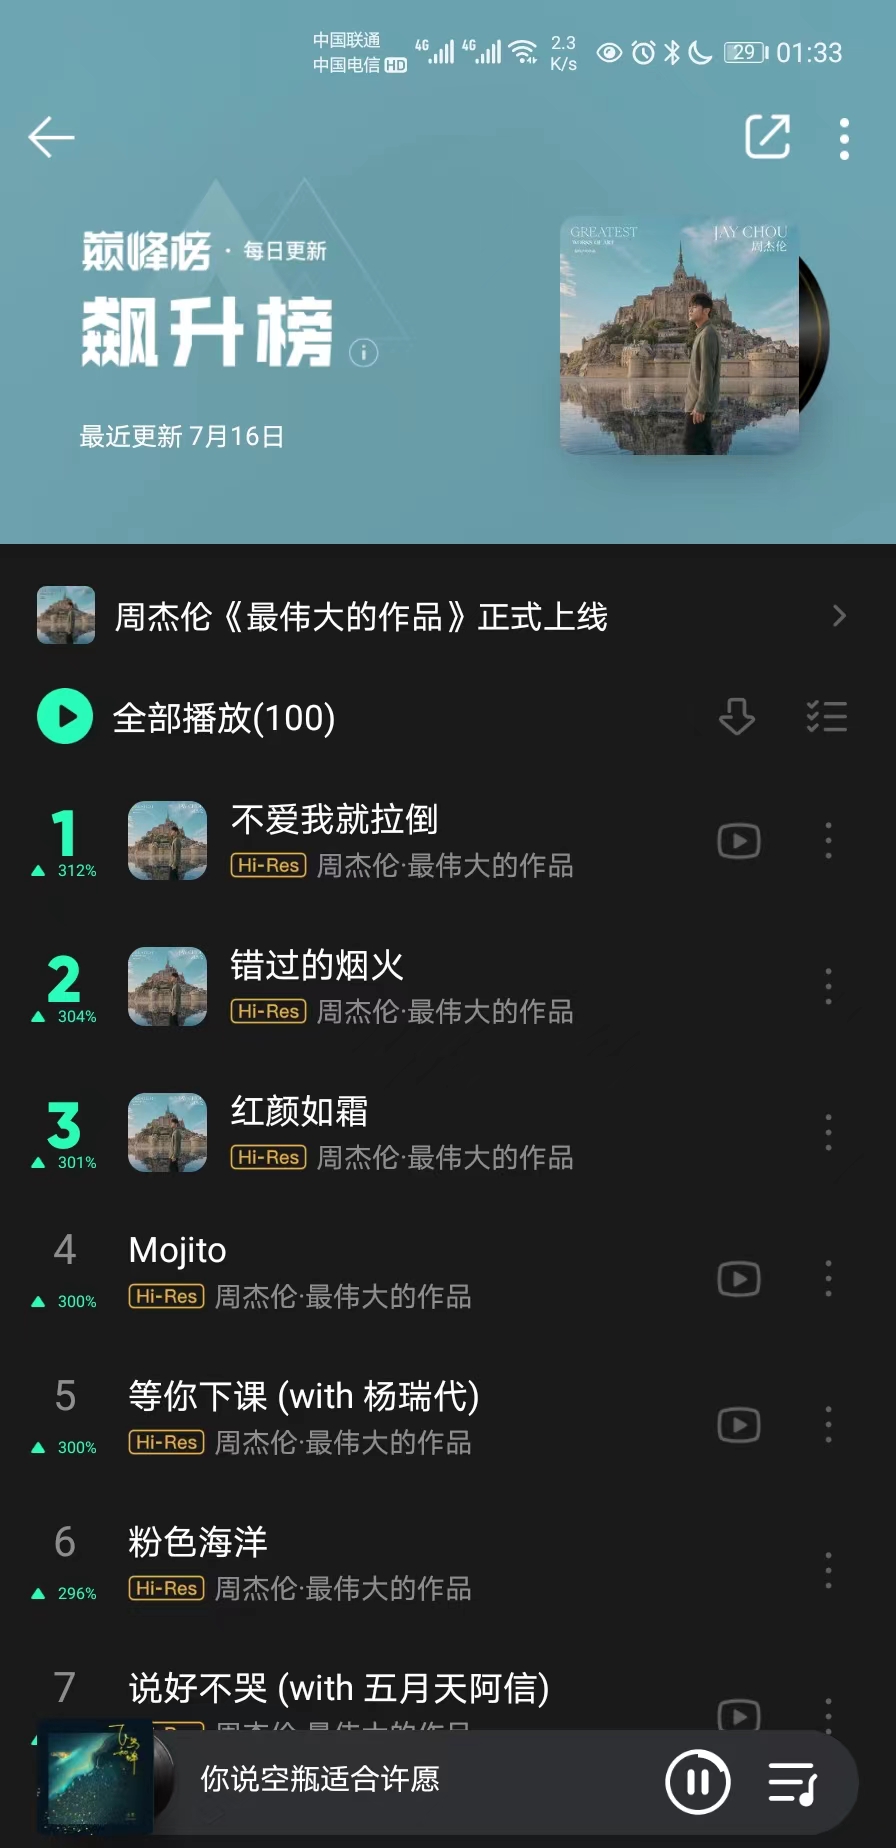 中国联通
中国电信 HD
4G 4G 2.3 K/s 29 01:33
巅峰榜 · 每日更新
飙升榜
最近更新 7月16日
GREATEST
WORKS OF ART
JAY CHOU
周杰伦
周杰伦《最伟大的作品》正式上线
全部播放(100)
1
312%
不爱我就拉倒
Hi-Res 周杰伦·最伟大的作品
2
304%
错过的烟火
Hi-Res 周杰伦·最伟大的作品
3
301%
红颜如霜
Hi-Res 周杰伦·最伟大的作品
4
300%
Mojito
Hi-Res 周杰伦·最伟大的作品
5
300%
等你下课 (with 杨瑞代)
Hi-Res 周杰伦·最伟大的作品
6
296%
粉色海洋
Hi-Res 周杰伦·最伟大的作品
7
说好不哭 (with 五月天阿信)
你说空瓶适合许愿